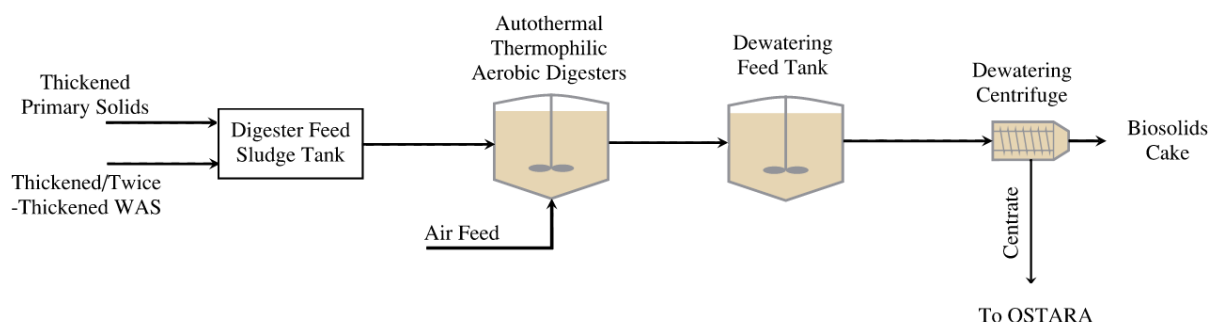 Thickened
Primary Solids
Thickened/Twice
-Thickened WAS
Digester Feed
Sludge Tank
Autothermal
Thermophilic
Aerobic Digesters
Air Feed
Dewatering
Feed Tank
Dewatering
Centrifuge
Biosolids
Cake
Centrate
To OSTARA